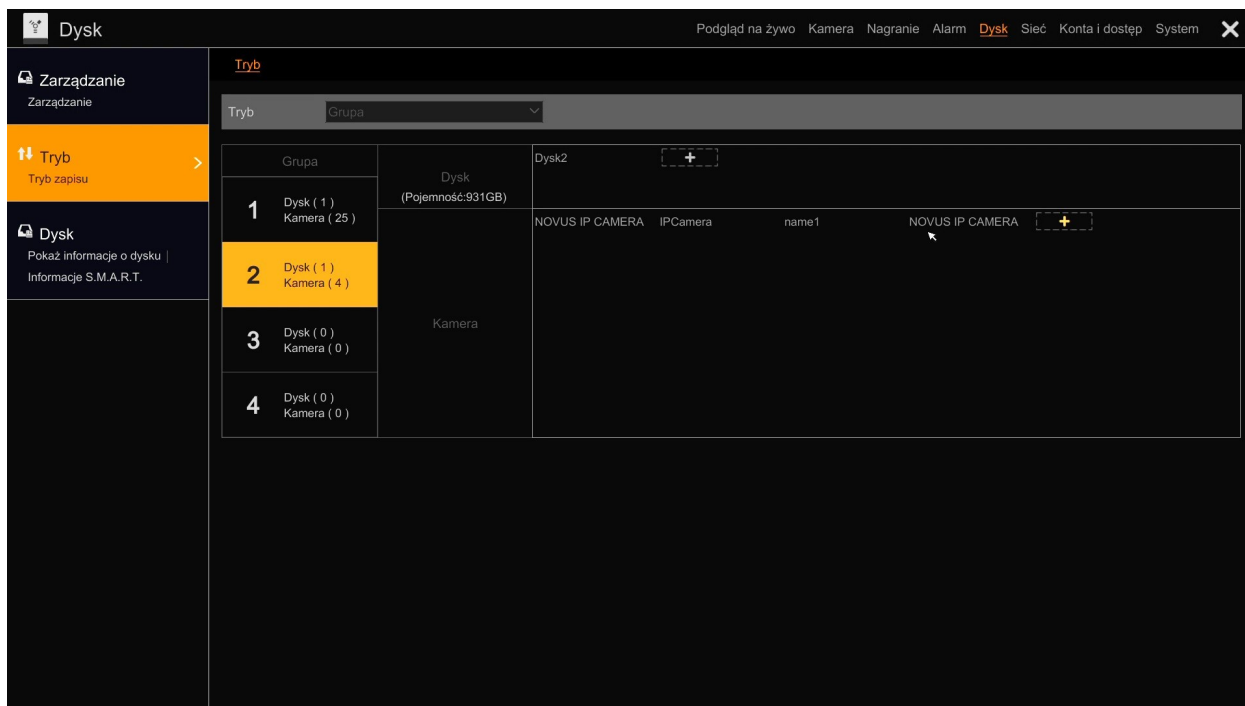 Dysk
Podgląd na żywo Kamera Nagranie Alarm Dysk Sieć Konta i dostęp System
Zarządzanie
Zarządzanie
Tryb
Tryb zapisu
Dysk
Pokaż informacje o dysku |
Informacje S.M.A.R.T.
Tryb
Tryb Grupa
Grupa
1 Dysk ( 1 )
Kamera ( 25 )
2 Dysk ( 1 )
Kamera ( 4 )
3 Dysk ( 0 )
Kamera ( 0 )
4 Dysk ( 0 )
Kamera ( 0 )
Dysk
(Pojemność:931GB)
Dysk2 +
Kamera
NOVUS IP CAMERA IPCamera name1 NOVUS IP CAMERA +